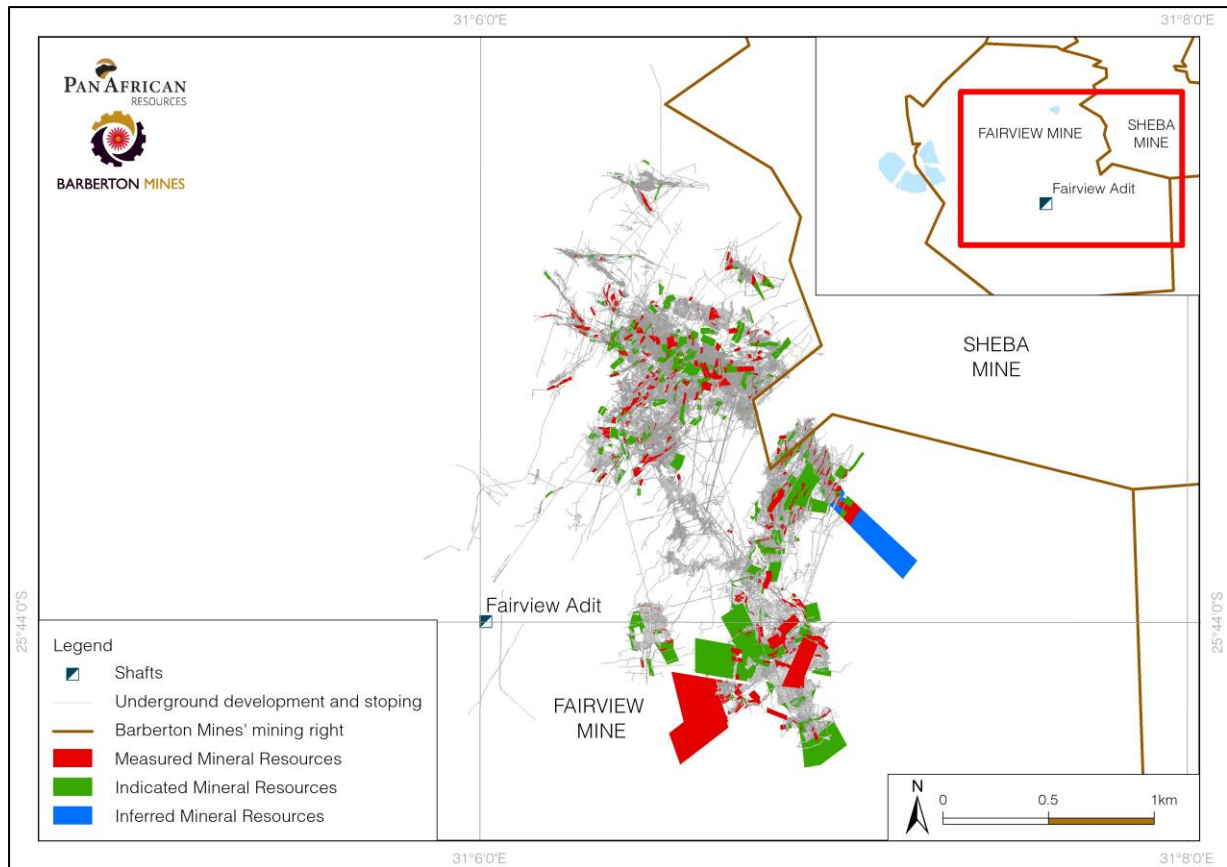 31°6'0"E
31°8'0"E
PAN AFRICAN
RESOURCES
BARBERTON MINES
FAIRVIEW MINE
SHEBA
MINE
Fairview Adit
SHEBA
MINE
25°44'0"S
25°44'0"S
Fairview Adit
FAIRVIEW
MINE
Legend
Shafts
Underground development and stoping
Barberton Mines' mining right
Measured Mineral Resources
Indicated Mineral Resources
Inferred Mineral Resources
N
0
0.5
1km
31°6'0"E
31°8'0"E